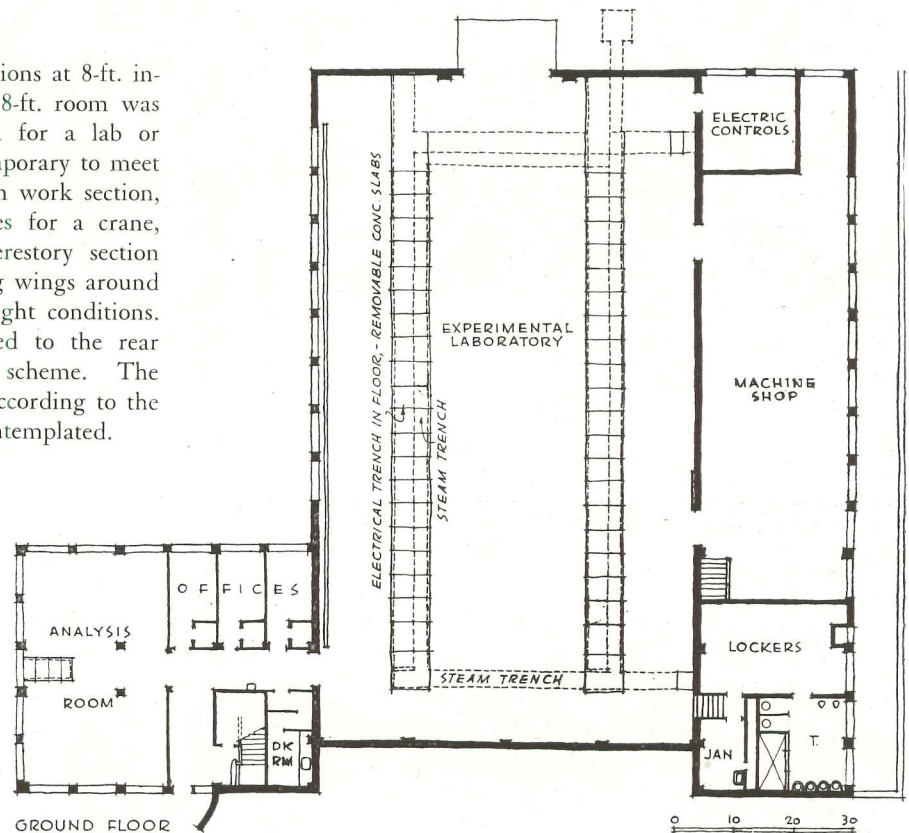 ions at 8-ft. in-
8-ft. room was
for a lab or
mporary to meet
n work section,
es for a crane,
erestory section
g wings around
ght conditions.
ed to the rear
scheme. The
ccording to the
ntemplated.
ELECTRIC
CONTROLS
ELECTRICAL TRENCH IN FLOOR, - REMOVABLE CONC. SLABS
STEAM TRENCH
EXPERIMENTAL
LABORATORY
MACHINE
SHOP
OFFICES
ANALYSIS
ROOM
LOCKERS
STEAM TRENCH
DK
RM
JAN
T.
GROUND FLOOR
0 10 20 30